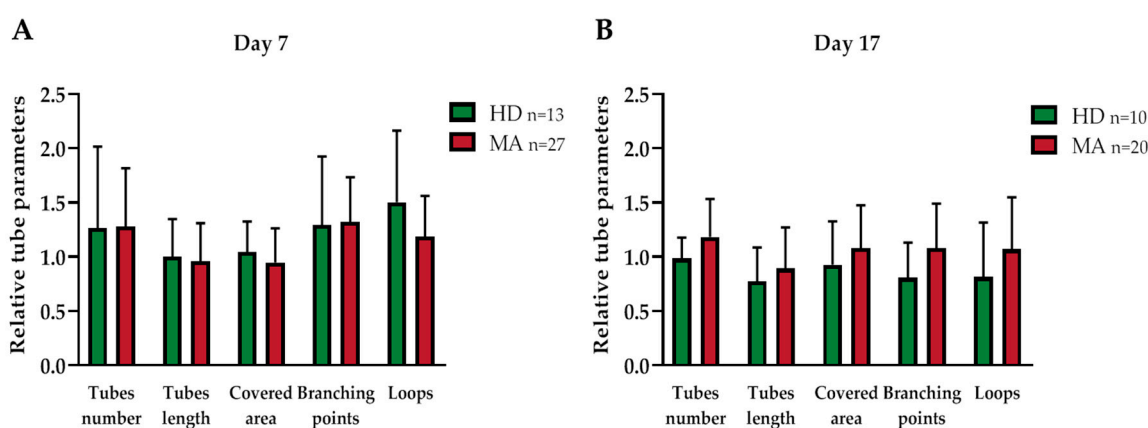 A
Day 7
Relative tube parameters
2.5
2.0
1.5
1.0
0.5
0.0
HD n=13
MA n=27
Tubes number
Tubes length
Covered area
Branching points
Loops
B
Day 17
Relative tube parameters
2.5
2.0
1.5
1.0
0.5
0.0
HD n=10
MA n=20
Tubes number
Tubes length
Covered area
Branching points
Loops